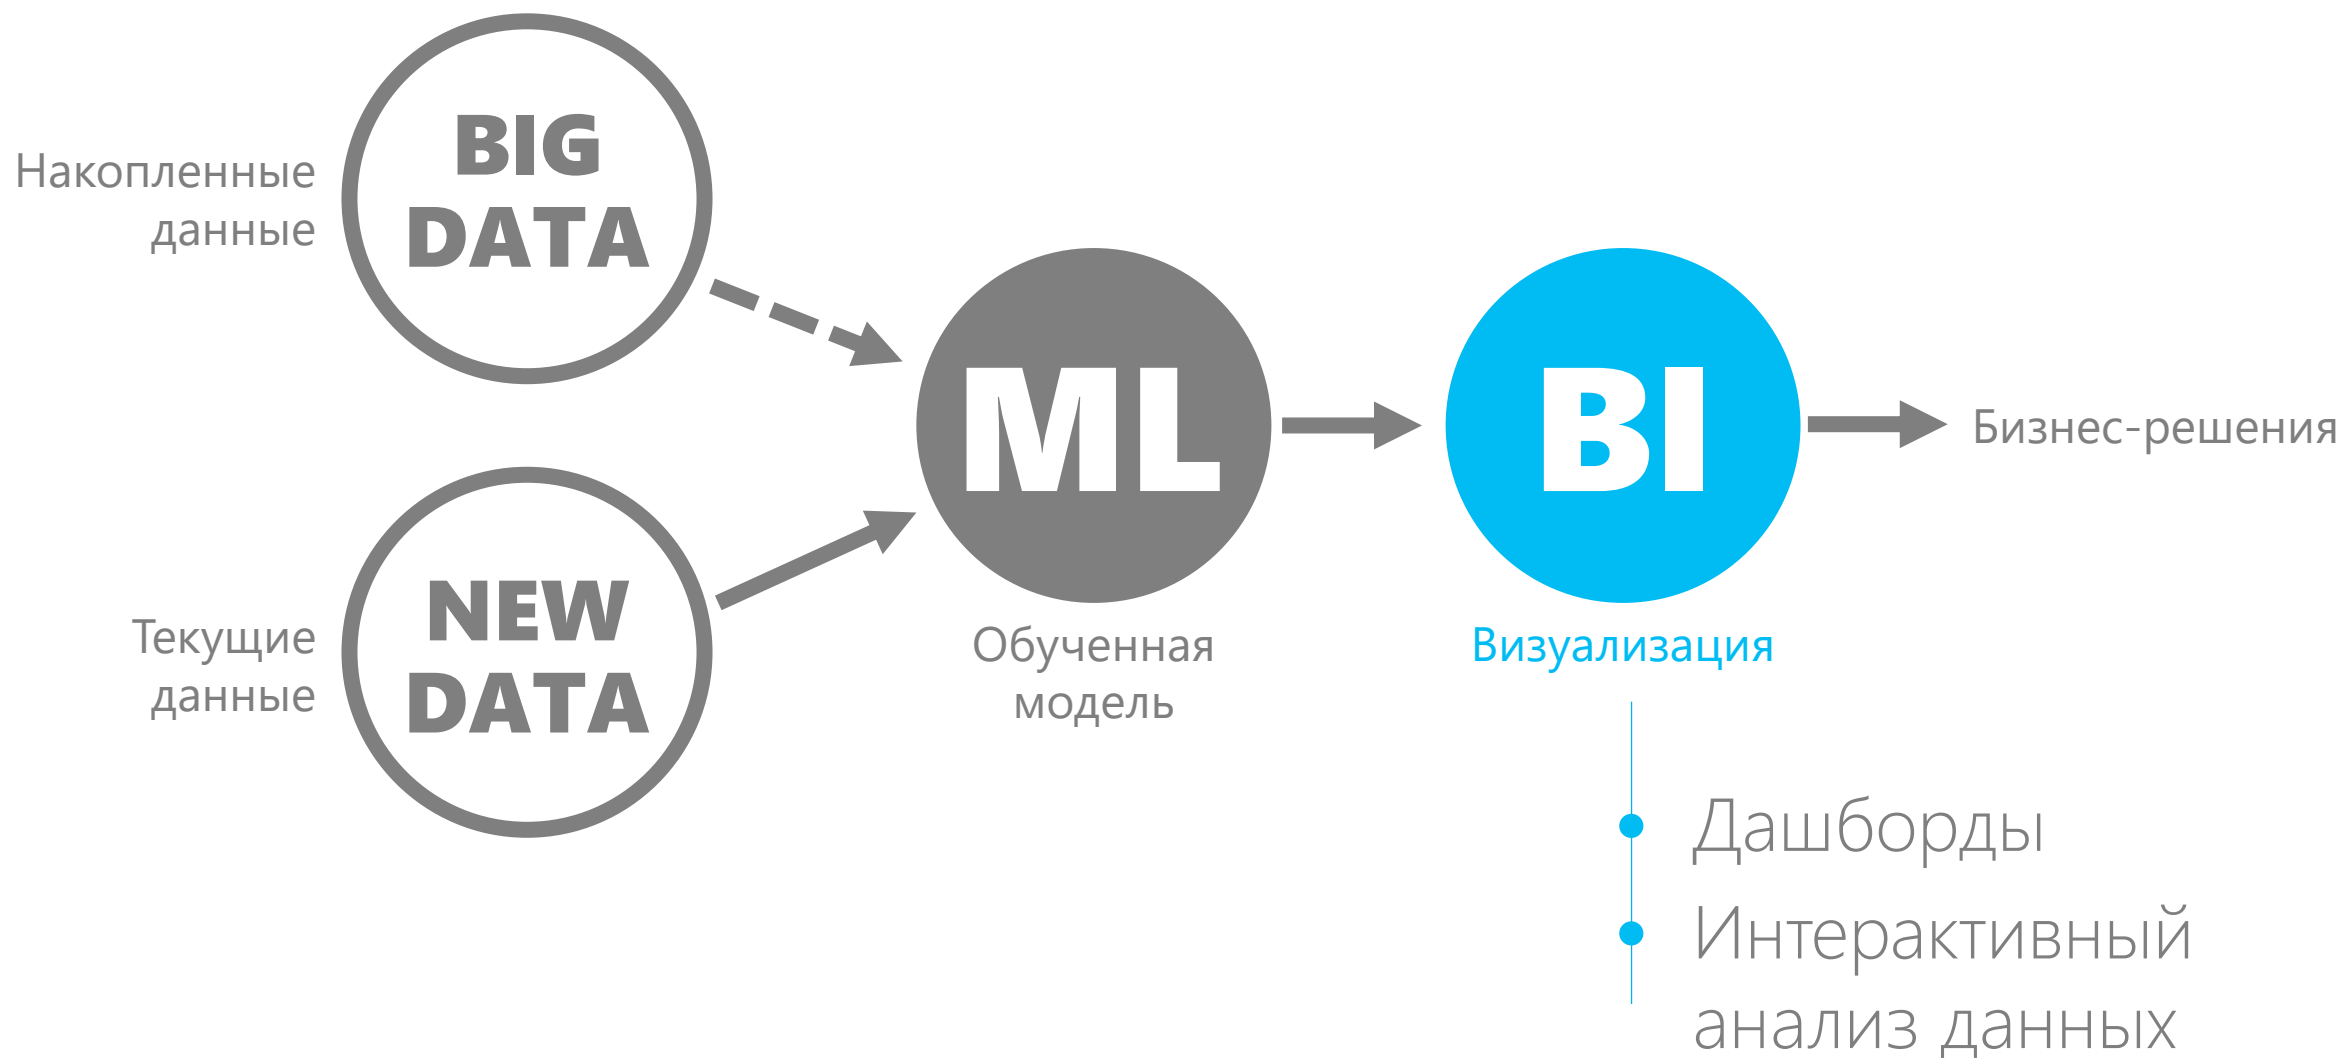 Накопленные
данные
BIG
DATA
Текущие
данные
NEW
DATA
ML
Обученная
модель
BI
Визуализация
Бизнес-решения
Дашборды
Интерактивный
анализ данных